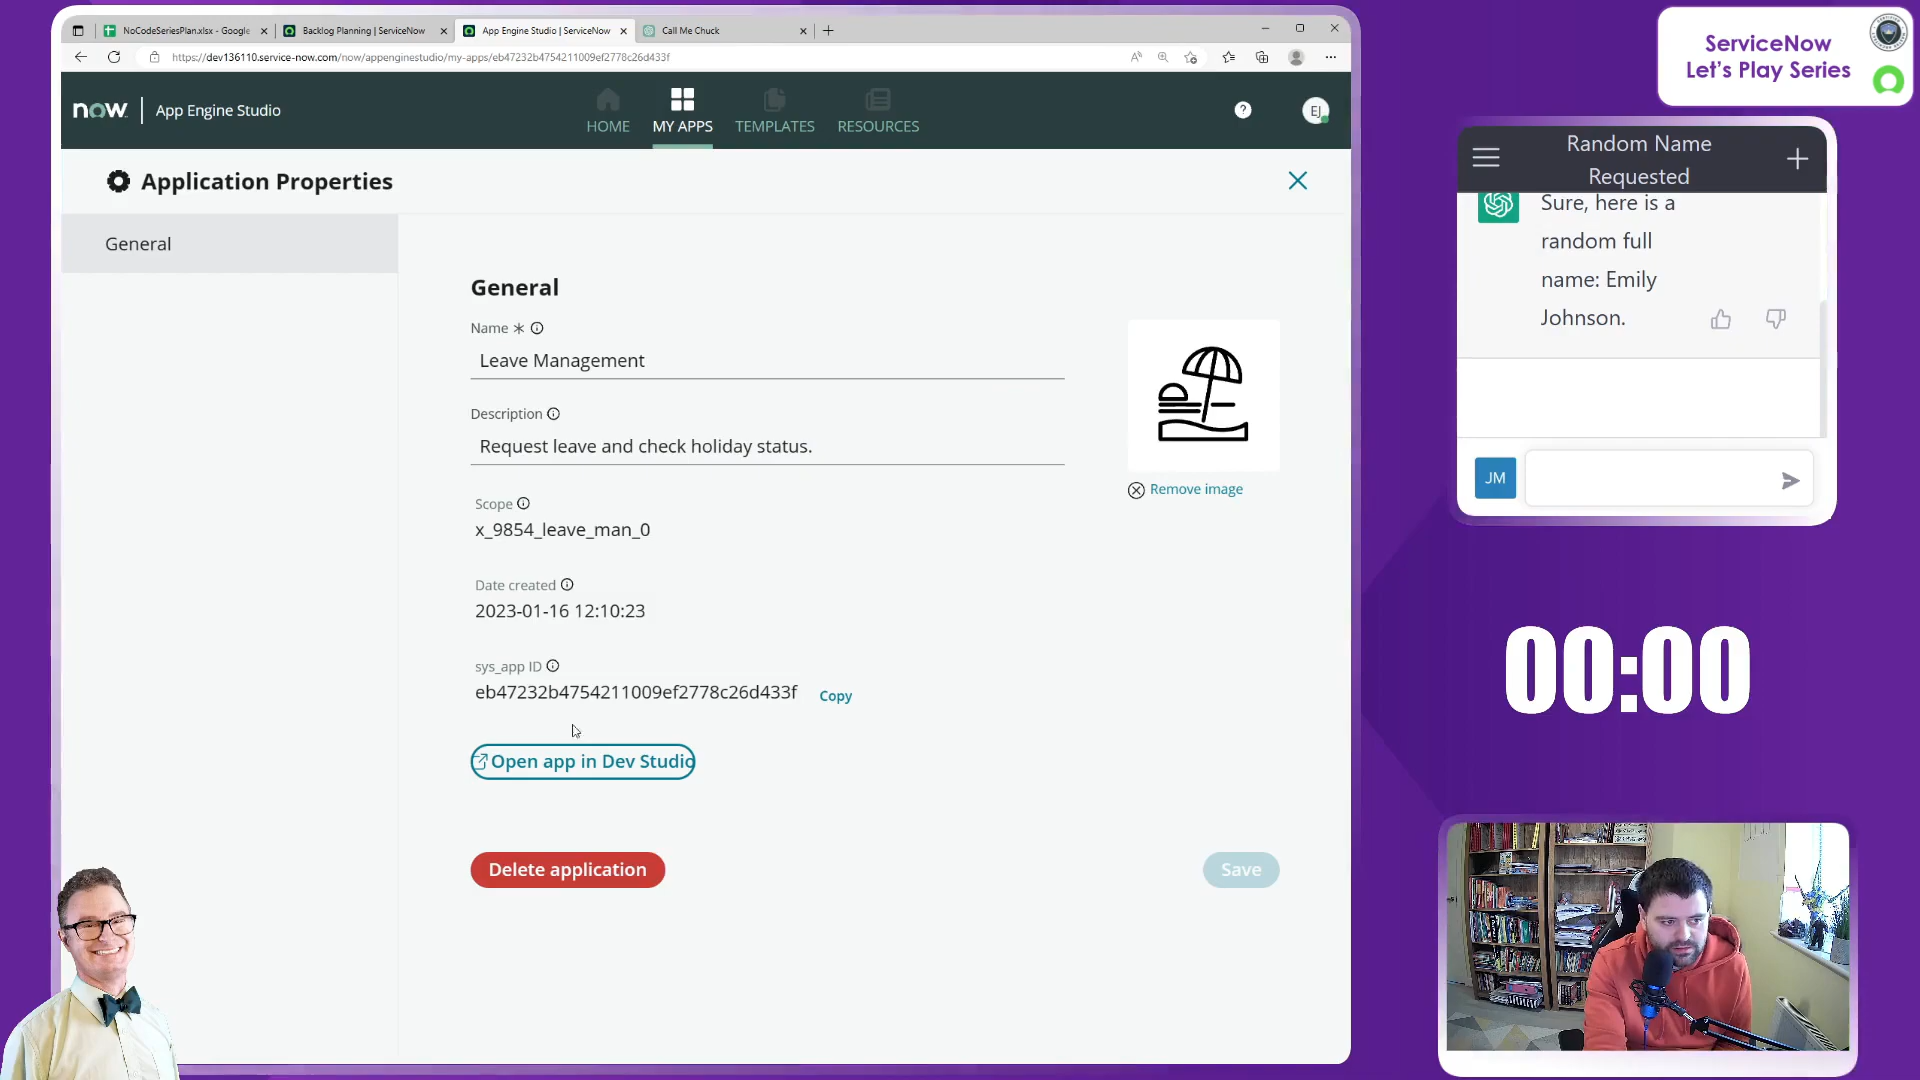 NoCodeSeriesPlan.xlsx - Google
Backlog Planning | ServiceNow
App Engine Studio | ServiceNow
Call Me Chuck
https://dev136110.service-now.com/now/appenginestudio/my-apps/eb47232b4754211009ef2778c26d433f
now
App Engine Studio
HOME
MY APPS
TEMPLATES
RESOURCES
EJ
Application Properties
General
General
Name
Leave Management
Description
Request leave and check holiday status.
Remove image
Scope
x_9854_leave_man_0
Date created
2023-01-16 12:10:23
sys_app ID
eb47232b4754211009ef2778c26d433f
Copy
Open app in Dev Studio
Delete application
Save
ServiceNow
Let's Play Series
Random Name
Requested
Sure, here is a
random full
name: Emily
Johnson.
JM
00:00